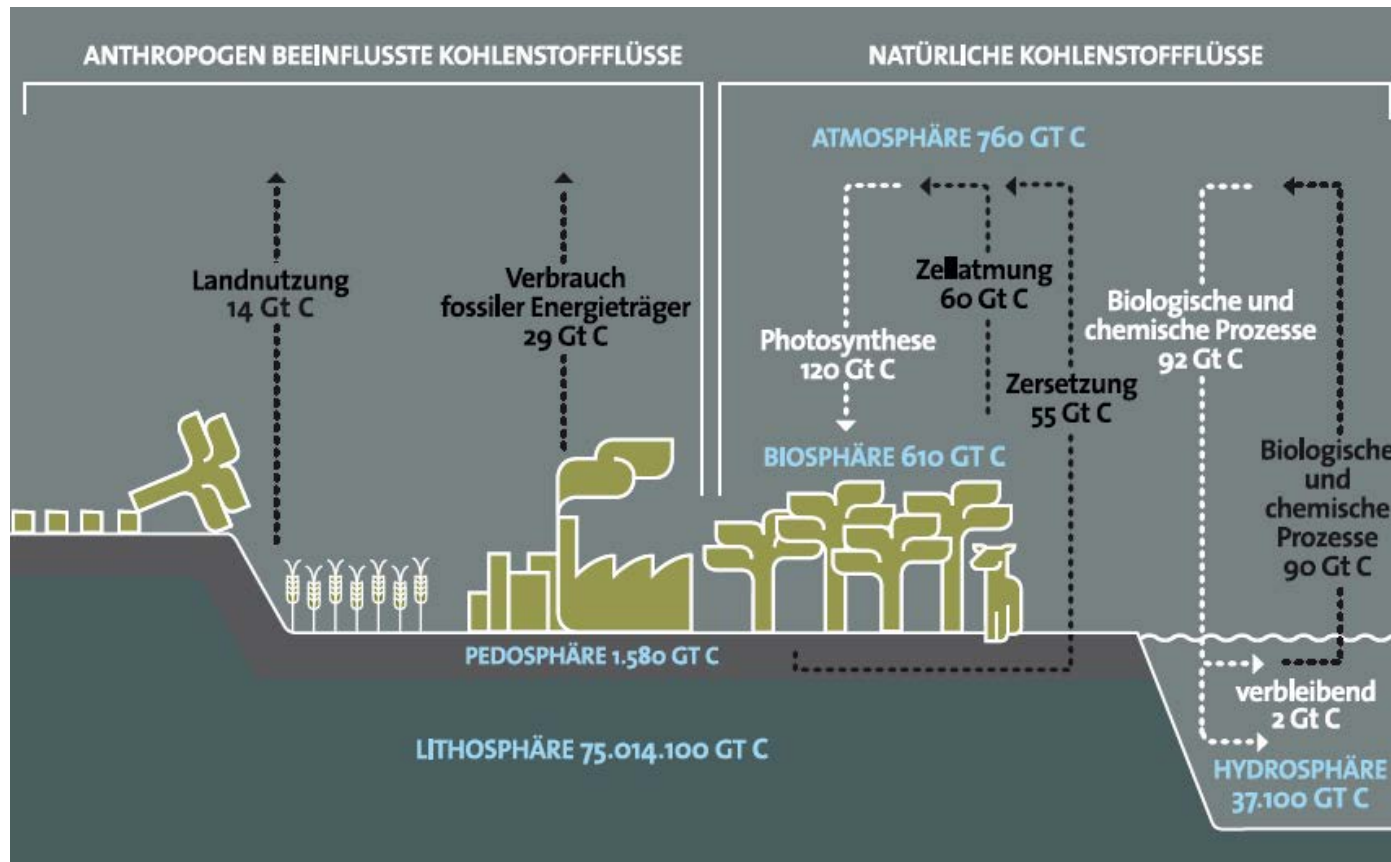 ANTHROPOGEN BEEINFLUSSTE KOHLENSTOFFFLÜSSE
NATÜRLICHE KOHLENSTOFFFLÜSSE
ATMOSPHÄRE 760 GT C
Landnutzung
14 Gt C
Verbrauch
fossiler Energieträger
29 Gt C
Photosynthese
120 Gt C
Zellatmung
60 Gt C
Zersetzung
55 Gt C
Biologische und
chemische Prozesse
92 Gt C
Biologische
und
chemische
Prozesse
90 Gt C
BIOSPHÄRE 610 GT C
PEDOSPHÄRE 1.580 GT C
LITHOSPHÄRE 75.014.100 GT C
verbleibend
2 Gt C
HYDROSPHÄRE
37.100 GT C